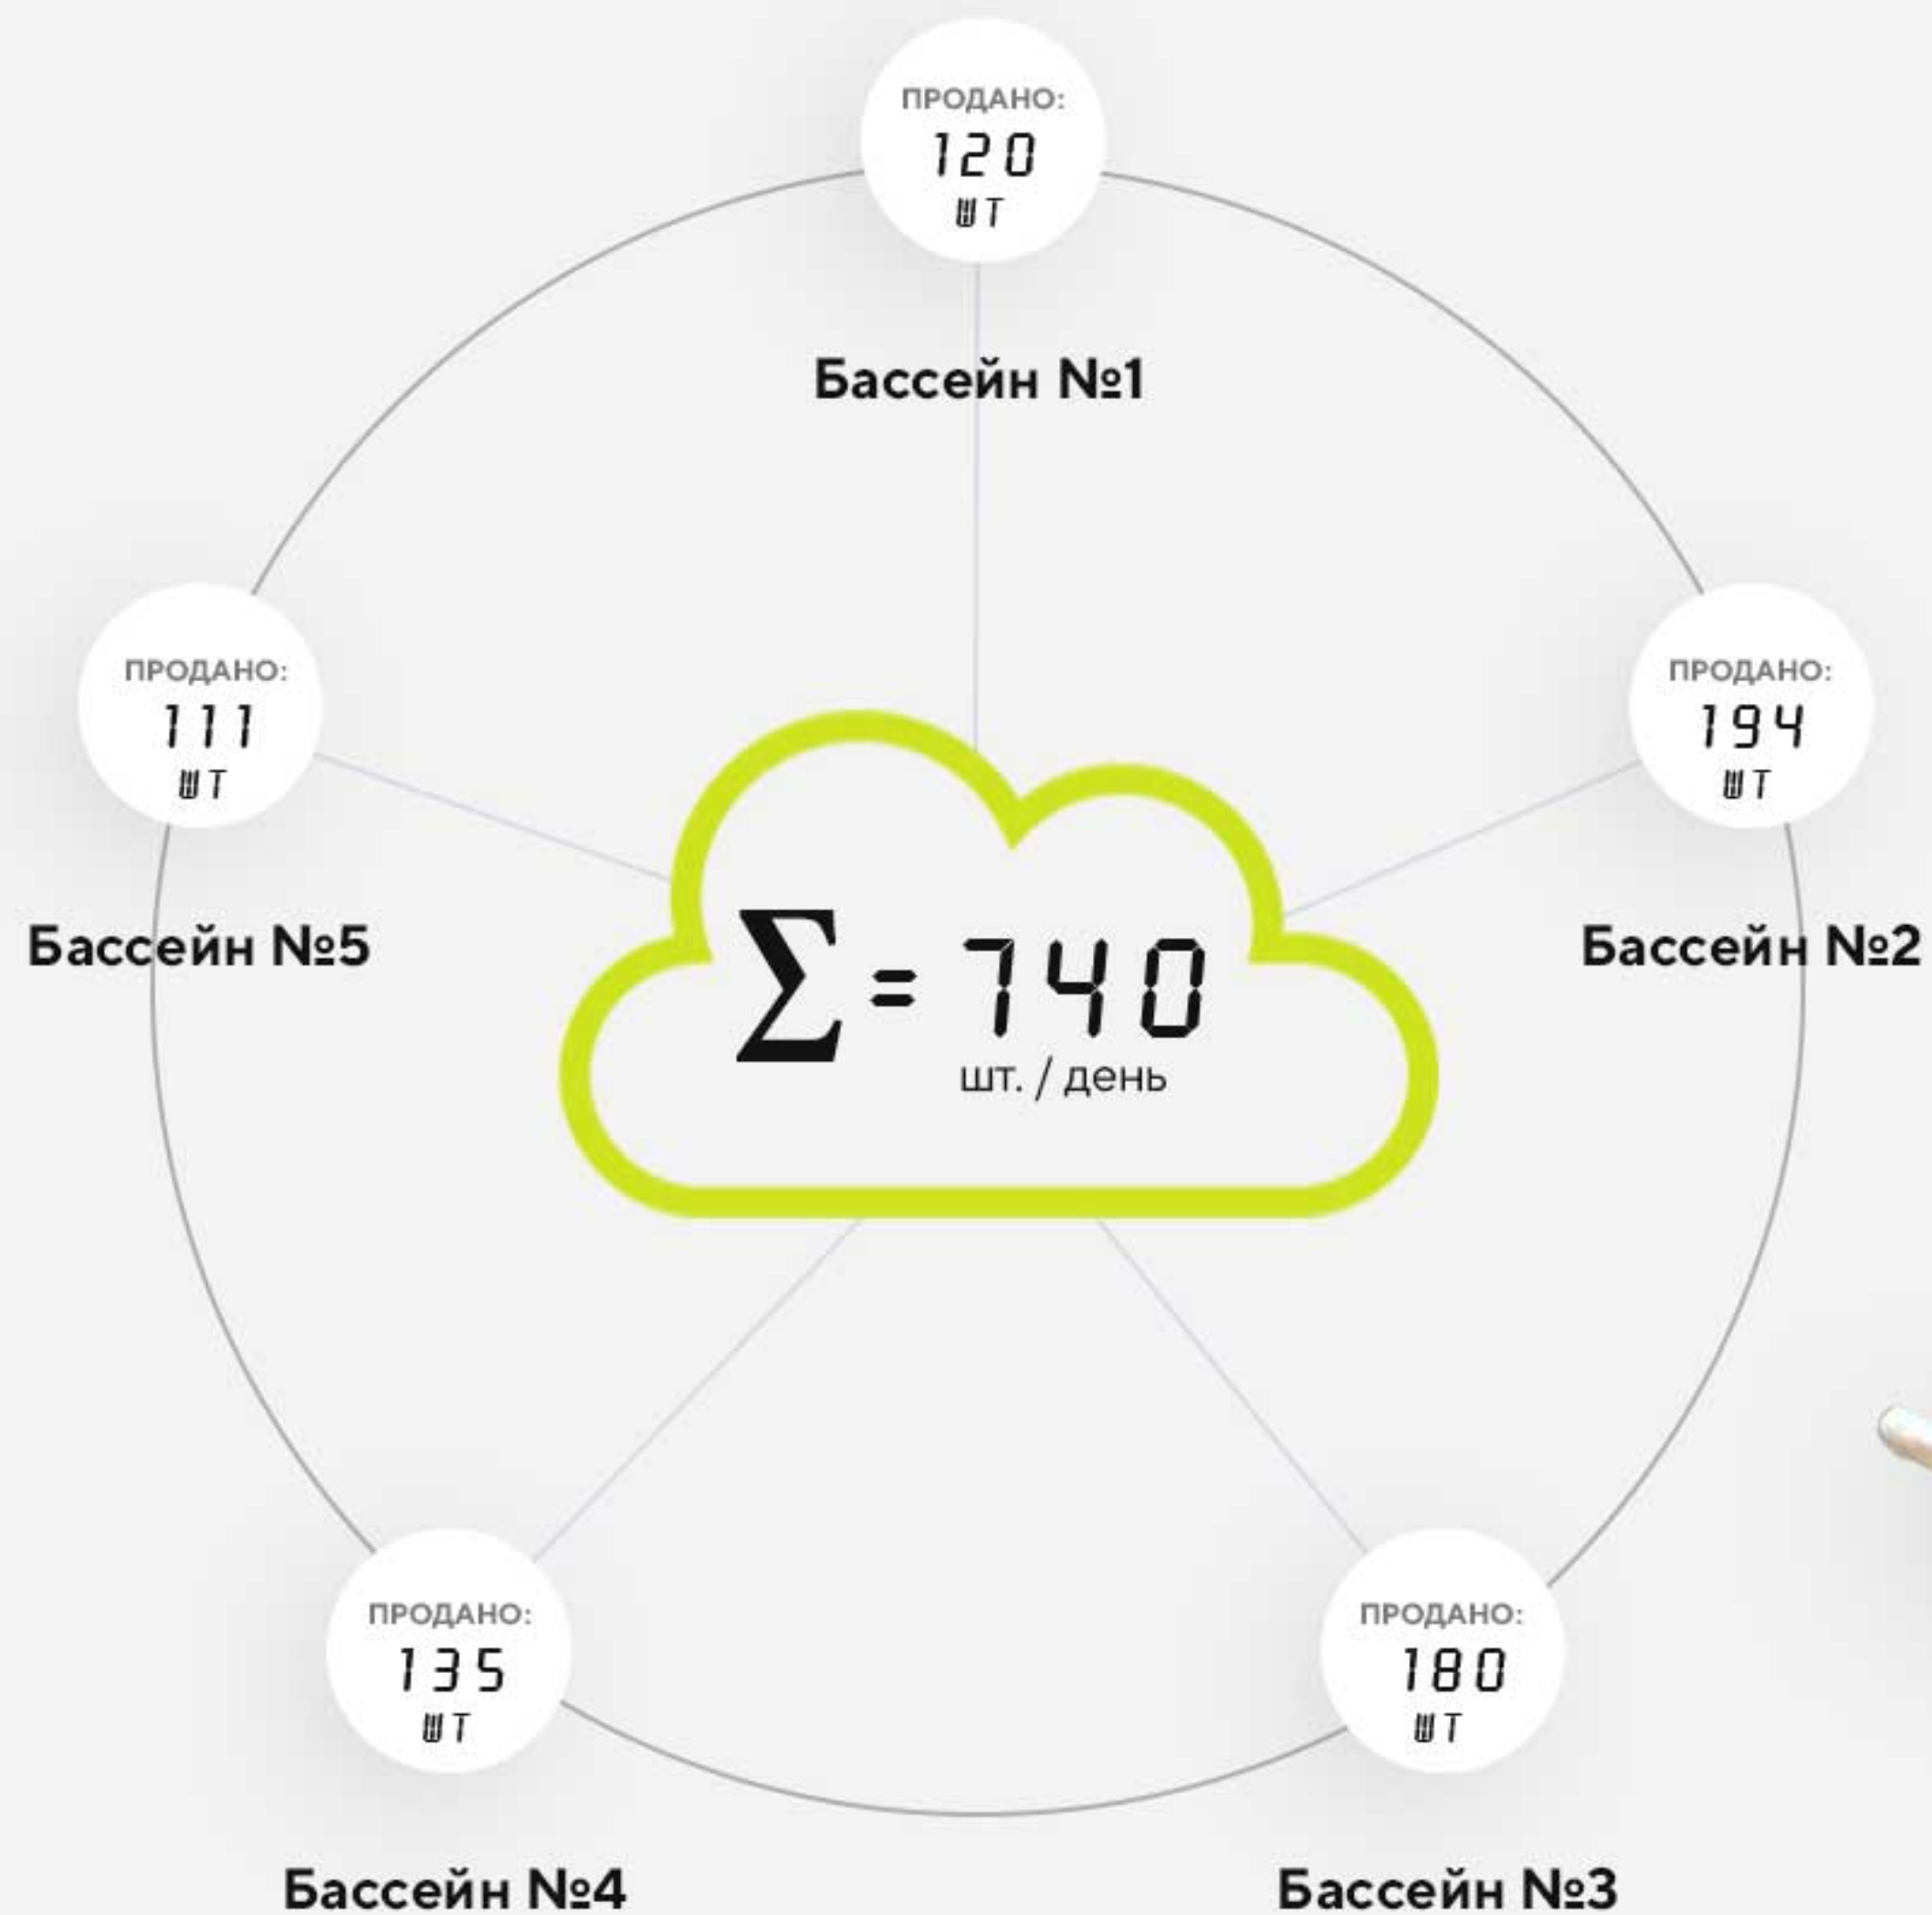 ПРОДАНО:
120
ШТ
Бассейн №1
ПРОДАНО:
111
ШТ
Бассейн №5
ПРОДАНО:
194
ШТ
Бассейн №2
Σ = 740
шт. / день
ПРОДАНО:
135
ШТ
Бассейн №4
ПРОДАНО:
180
ШТ
Бассейн №3